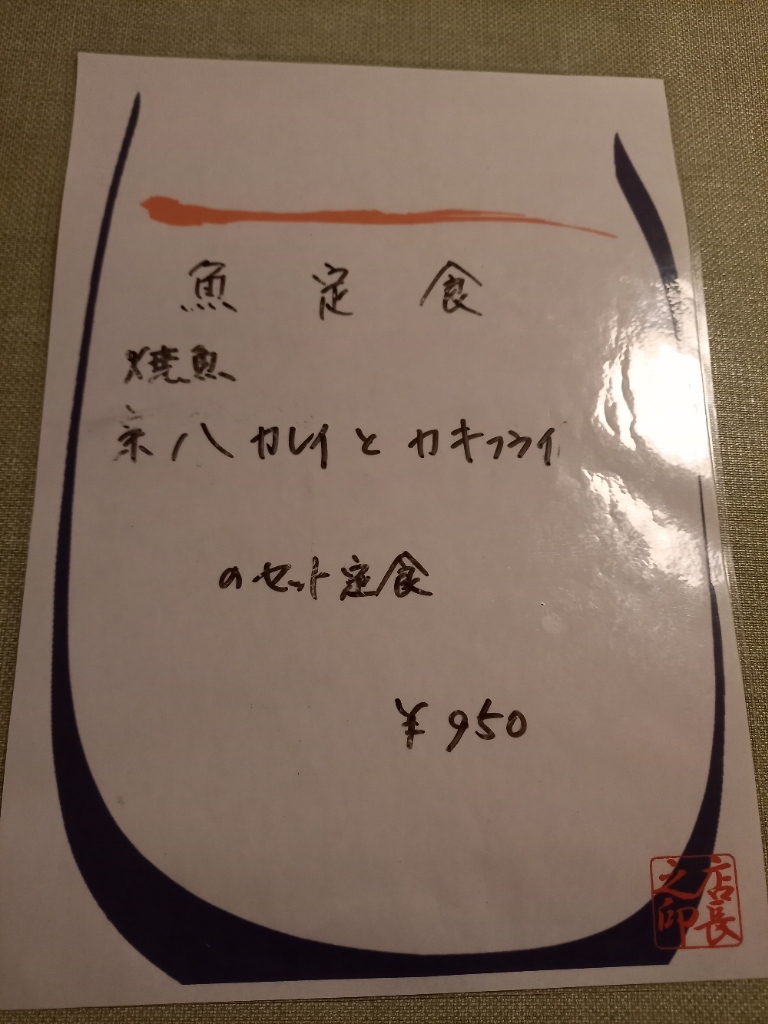 魚定食
焼魚
宗八カレイとカキフライ
のセット定食
¥950
店長之印